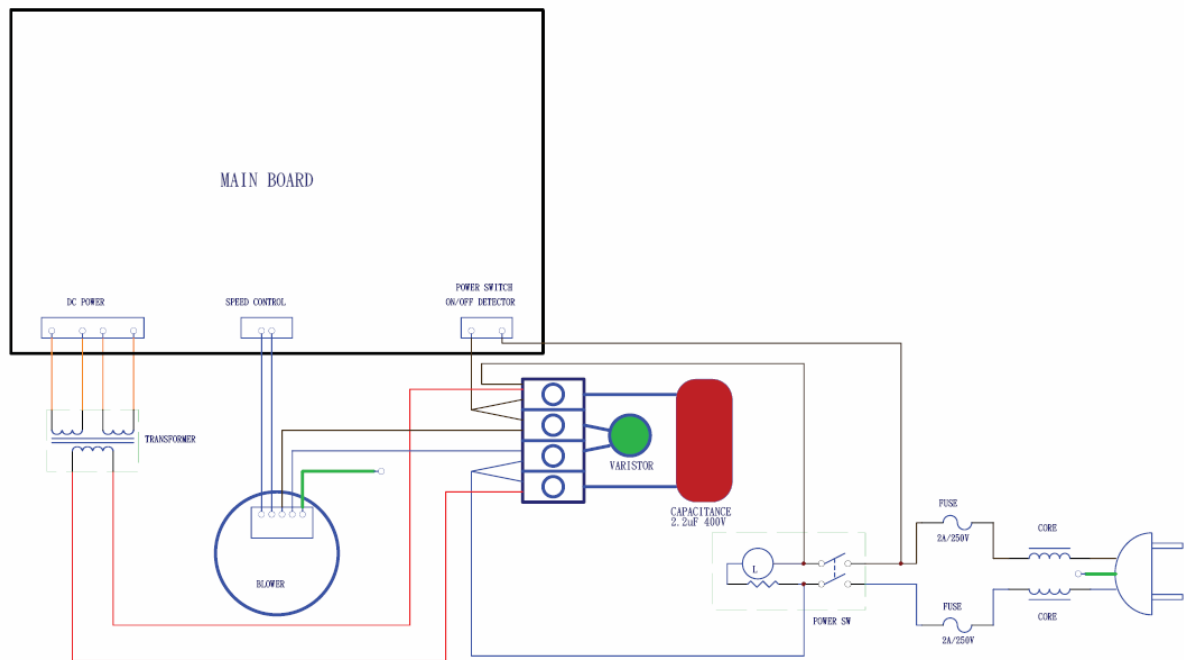 MAIN BOARD
DC POWER
SPEED CONTROL
POWER SWITCH
ON/OFF DETECTOR
TRANSFORMER
VARISTOR
CAPACITANCE
2.2uF 400V
BLOWER
L
POWER SW
FUSE
2A/250V
CORE
FUSE
2A/250V
CORE